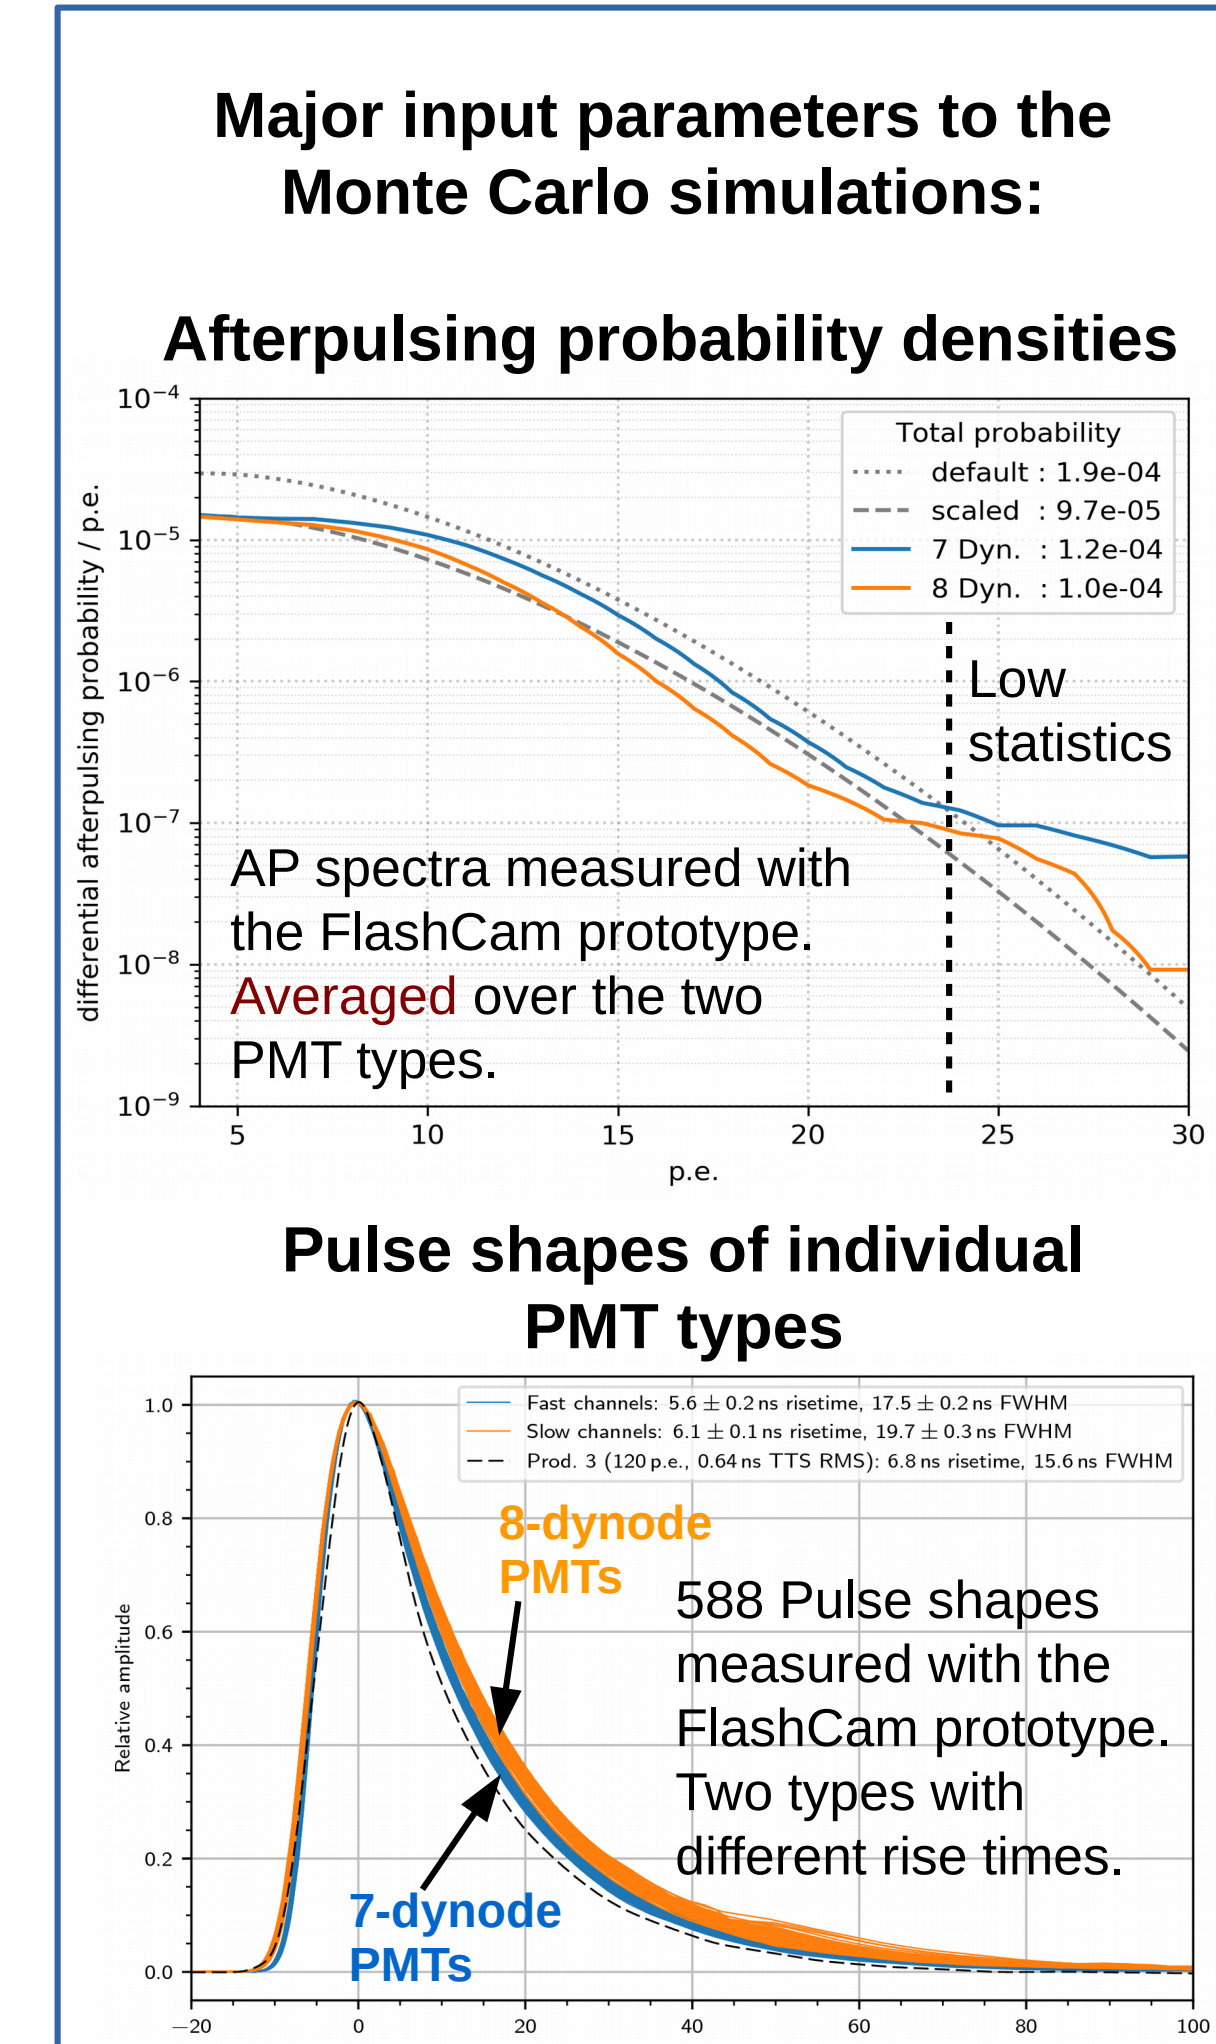 Major input parameters to the
Monte Carlo simulations:
Afterpulsing probability densities
10⁻⁴
10⁻⁵
10⁻⁶
10⁻⁷
10⁻⁸
10⁻⁹
differential afterpulsing probability / p.e.
Total probability
default : 1.9e-04
scaled : 9.7e-05
7 Dyn. : 1.2e-04
8 Dyn. : 1.0e-04
Low
statistics
AP spectra measured with
the FlashCam prototype.
Averaged over the two
PMT types.
5 10 15 20 25 30
p.e.
Pulse shapes of individual
PMT types
1.0
0.8
0.6
0.4
0.2
0.0
Relative amplitude
Fast channels: 5.6 ± 0.2 ns risetime, 17.5 ± 0.2 ns FWHM
Slow channels: 6.1 ± 0.1 ns risetime, 19.7 ± 0.3 ns FWHM
Prod. 3 (120 p.e., 0.64 ns TTS RMS): 6.8 ns risetime, 15.6 ns FWHM
8-dynode
PMTs
588 Pulse shapes
measured with the
FlashCam prototype.
Two types with
different rise times.
7-dynode
PMTs
−20 0 20 40 60 80 100